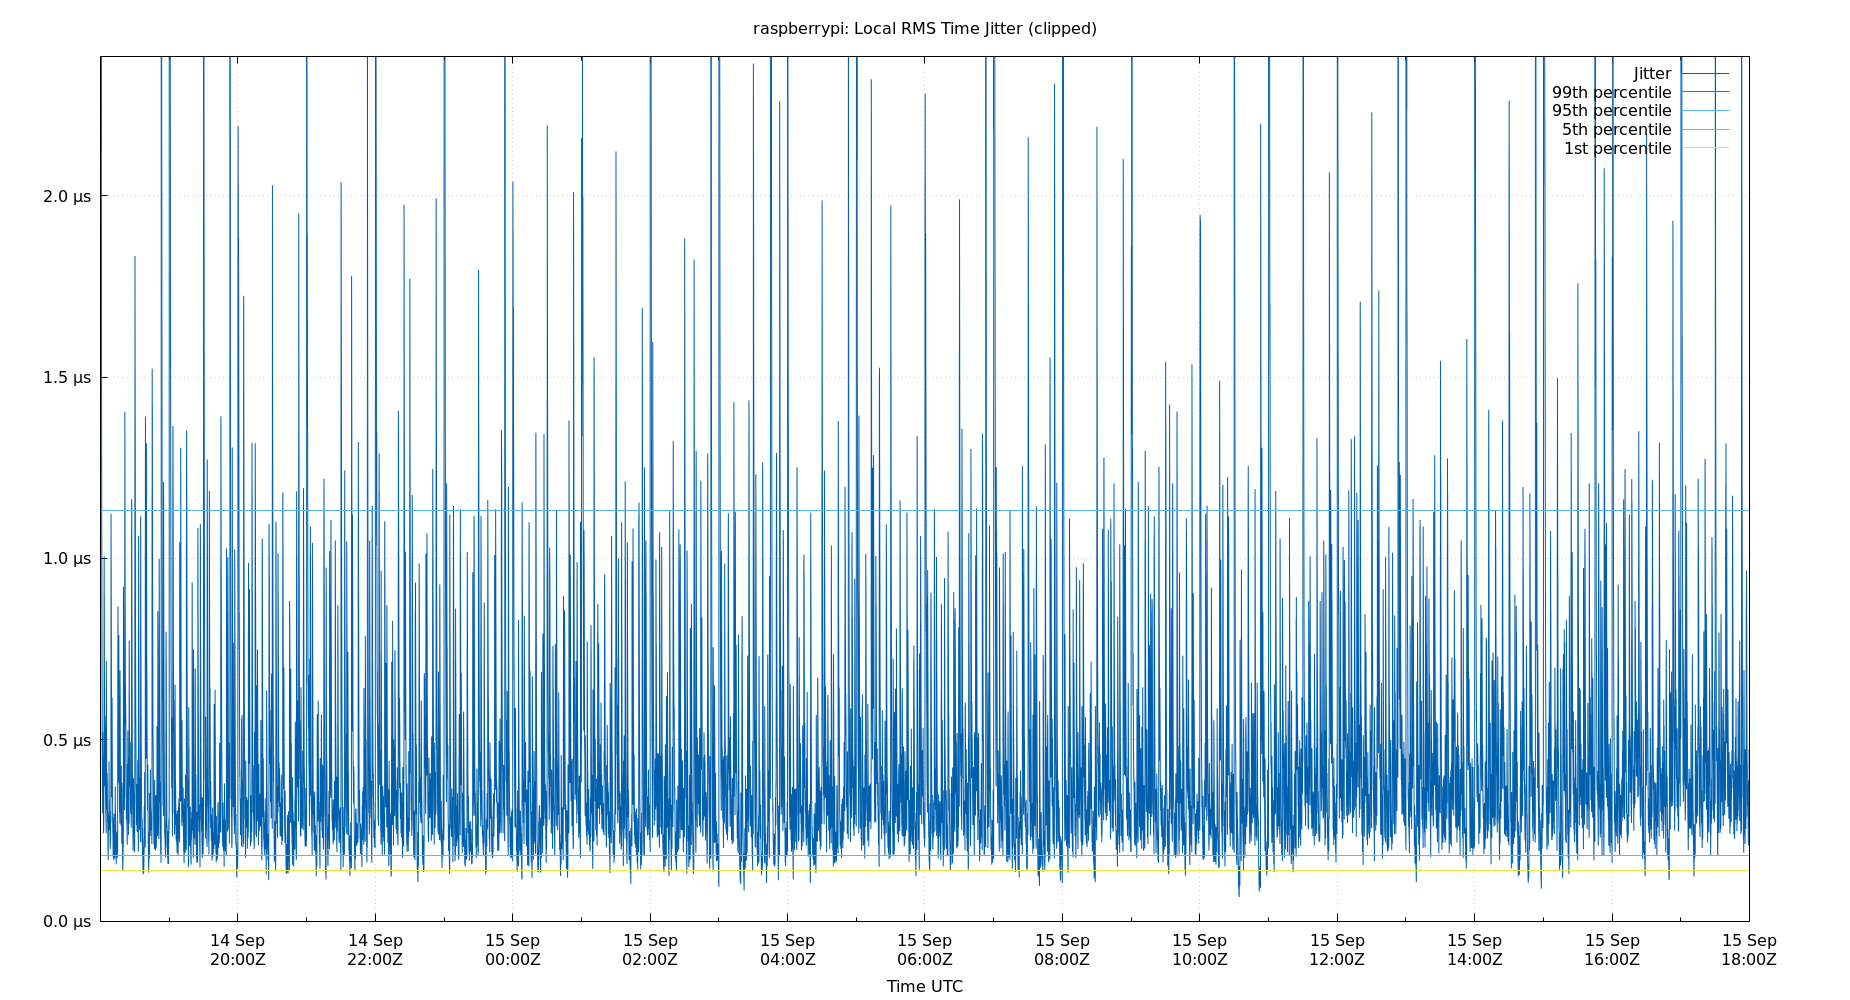 raspberrypi: Local RMS Time Jitter (clipped)
Jitter
99th percentile
95th percentile
5th percentile
1st percentile
2.0 μs
1.5 μs
1.0 μs
0.5 μs
0.0 μs
14 Sep 14 Sep 15 Sep 15 Sep 15 Sep 15 Sep 15 Sep 15 Sep 15 Sep 15 Sep 15 Sep 15 Sep
20:00Z 22:00Z 00:00Z 02:00Z 04:00Z 06:00Z 08:00Z 10:00Z 12:00Z 14:00Z 16:00Z 18:00Z
Time UTC